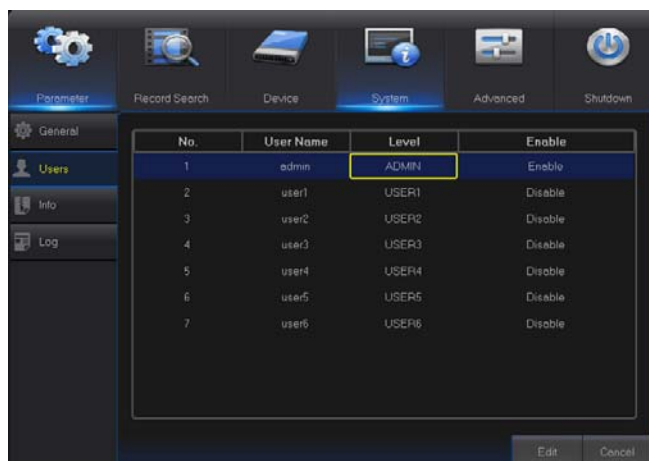 Parameter Record Search Device System Advanced Shutdown
General
Users
Info
Log
No. User Name Level Enable
1 admin ADMIN Enable
2 user1 USER1 Disable
3 user2 USER2 Disable
4 user3 USER3 Disable
5 user4 USER4 Disable
6 user5 USER5 Disable
7 user6 USER6 Disable
Edit Cancel